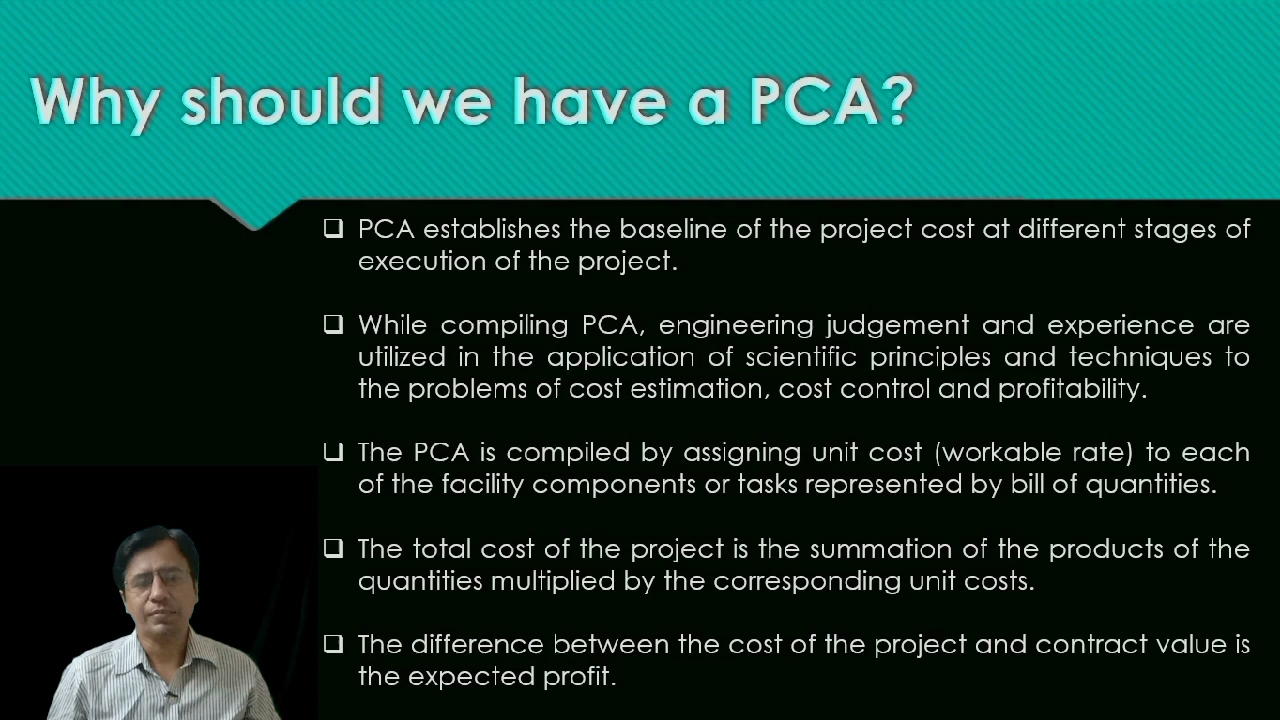 Why should we have a PCA?
❑ PCA establishes the baseline of the project cost at different stages of
execution of the project.
❑ While compiling PCA, engineering judgement and experience are
utilized in the application of scientific principles and techniques to
the problems of cost estimation, cost control and profitability.
❑ The PCA is compiled by assigning unit cost (workable rate) to each
of the facility components or tasks represented by bill of quantities.
❑ The total cost of the project is the summation of the products of the
quantities multiplied by the corresponding unit costs.
❑ The difference between the cost of the project and contract value is
the expected profit.